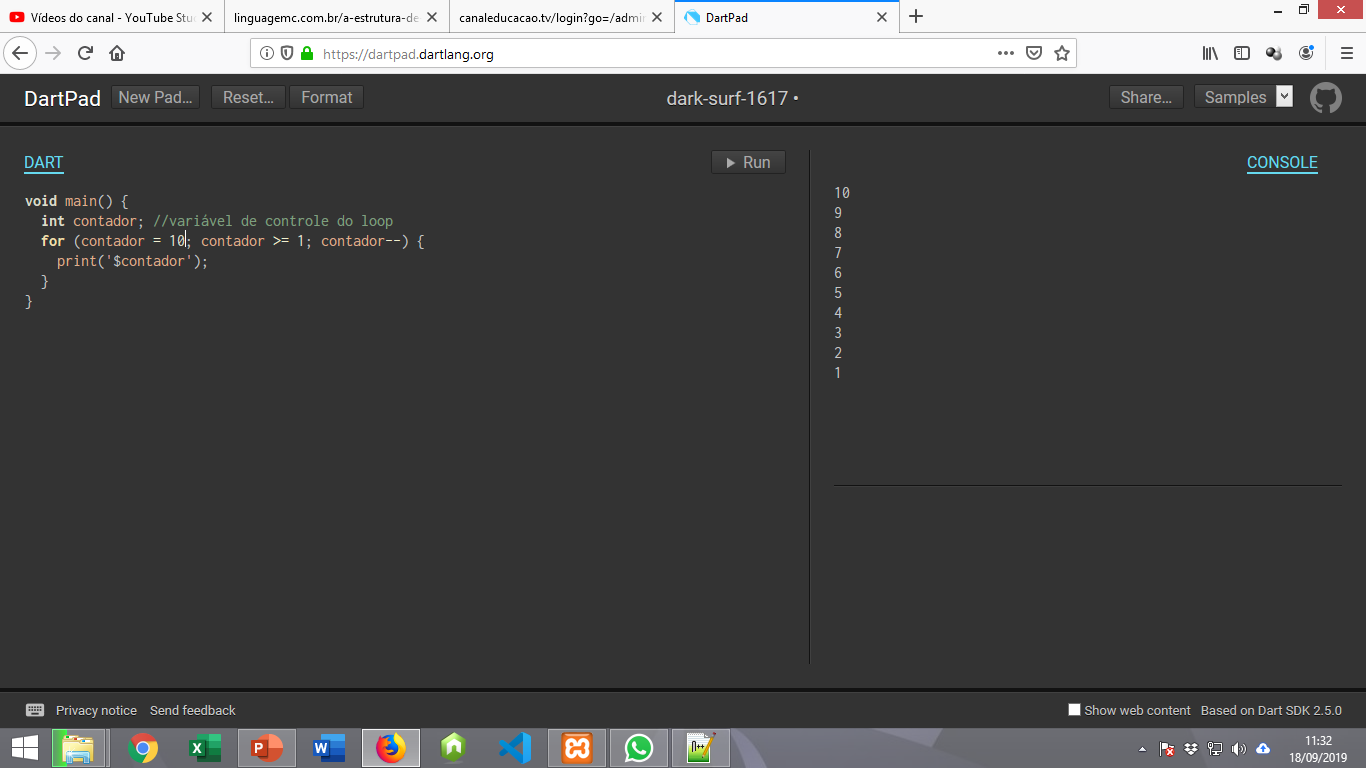 Vídeos do canal - YouTube Stu
linguagemc.com.br/a-estrutura-de
canaleducacao.tv/login?go=/admi
DartPad
https://dartpad.dartlang.org
DartPad
New Pad...
Reset...
Format
dark-surf-1617 •
Share...
Samples
DART
Run
CONSOLE
void main() {
int contador; //variável de controle do loop
for (contador = 10; contador >= 1; contador--) {
print('$contador');
}
}
10
9
8
7
6
5
4
3
2
1
Privacy notice
Send feedback
Show web content
Based on Dart SDK 2.5.0
11:32
18/09/2019